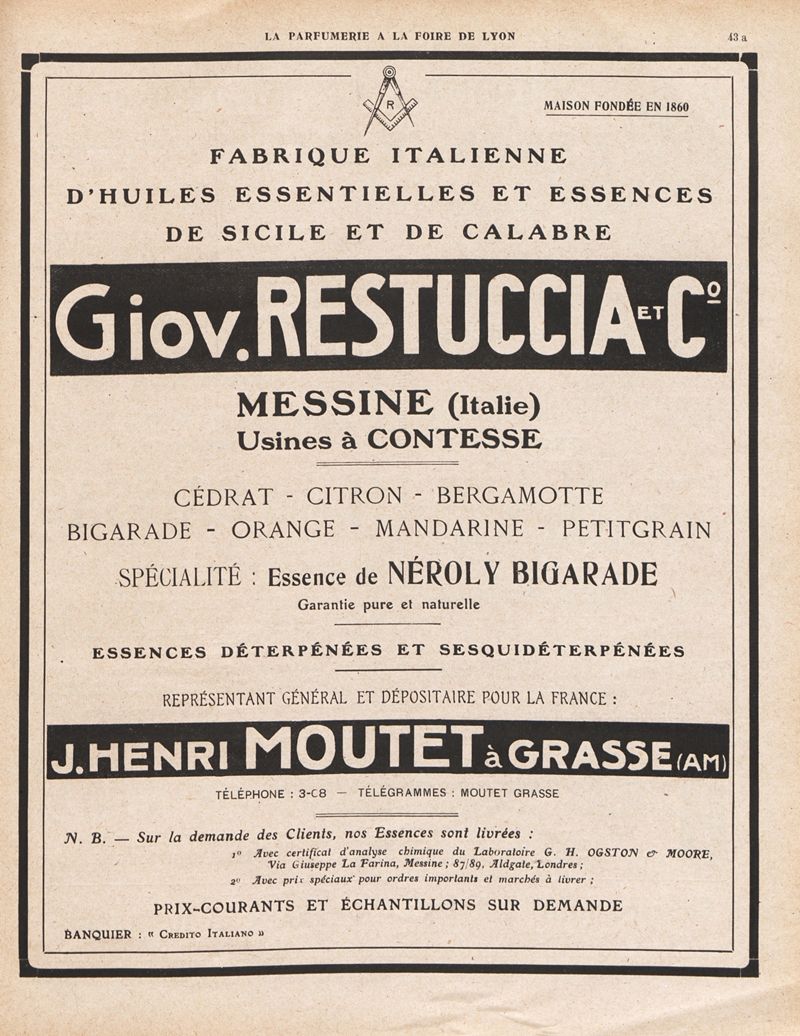 LA PARFUMERIE A LA FOIRE DE LYON
43 a
R
MAISON FONDÉE EN 1860
FABRIQUE ITALIENNE
D'HUILES ESSENTIELLES ET ESSENCES
DE SICILE ET DE CALABRE
Giov. RESTUCCIA ET Cº
MESSINE (Italie)
Usines à CONTESSE
CÉDRAT - CITRON - BERGAMOTTE
BIGARADE - ORANGE - MANDARINE - PETITGRAIN
SPÉCIALITÉ : Essence de NÉROLY BIGARADE
Garantie pure et naturelle
ESSENCES DÉTERPÉNÉES ET SESQUIDÉTERPÉNÉES
REPRÉSENTANT GÉNÉRAL ET DÉPOSITAIRE POUR LA FRANCE :
J. HENRI MOUTET à GRASSE (AM)
TÉLÉPHONE : 3-08 — TÉLÉGRAMMES : MOUTET GRASSE
N. B. — Sur la demande des Clients, nos Essences sont livrées :
1º Avec certificat d'analyse chimique du Laboratoire G. H. OGSTON & MOORE,
Via Giuseppe La Farina, Messine ; 87/89, Aldgate, Londres ;
2º Avec prix spéciaux pour ordres importants et marchés à livrer ;
PRIX-COURANTS ET ÉCHANTILLONS SUR DEMANDE
BANQUIER : « CREDITO ITALIANO »